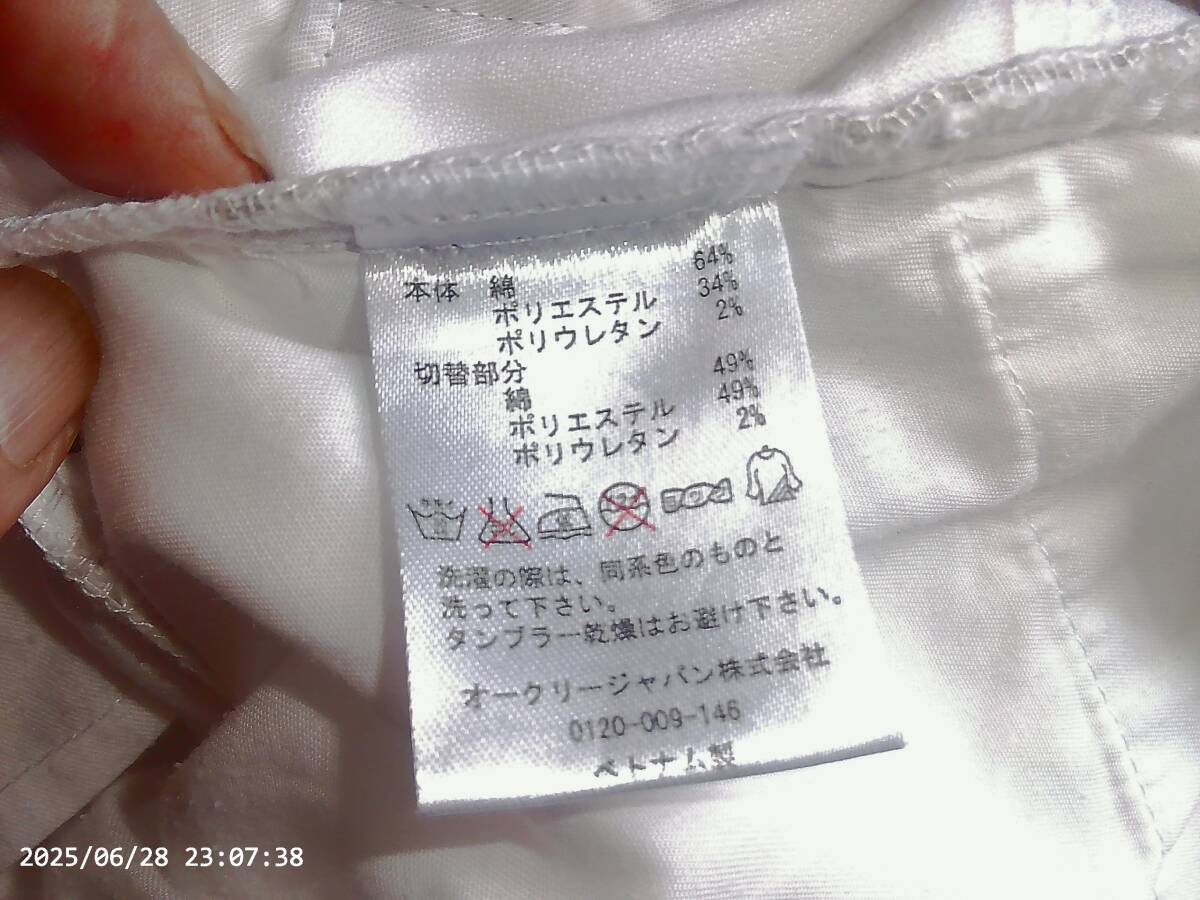 本体 綿 64%
ポリエステル 34%
ポリウレタン 2%
切替部分
綿 49%
ポリエステル 49%
ポリウレタン 2%
洗濯の際は、同系色のものと
洗って下さい。
タンブラー乾燥はお避け下さい。
オークリージャパン株式会社
0120-009-146
ベトナム製
2025/06/28 23:07:38